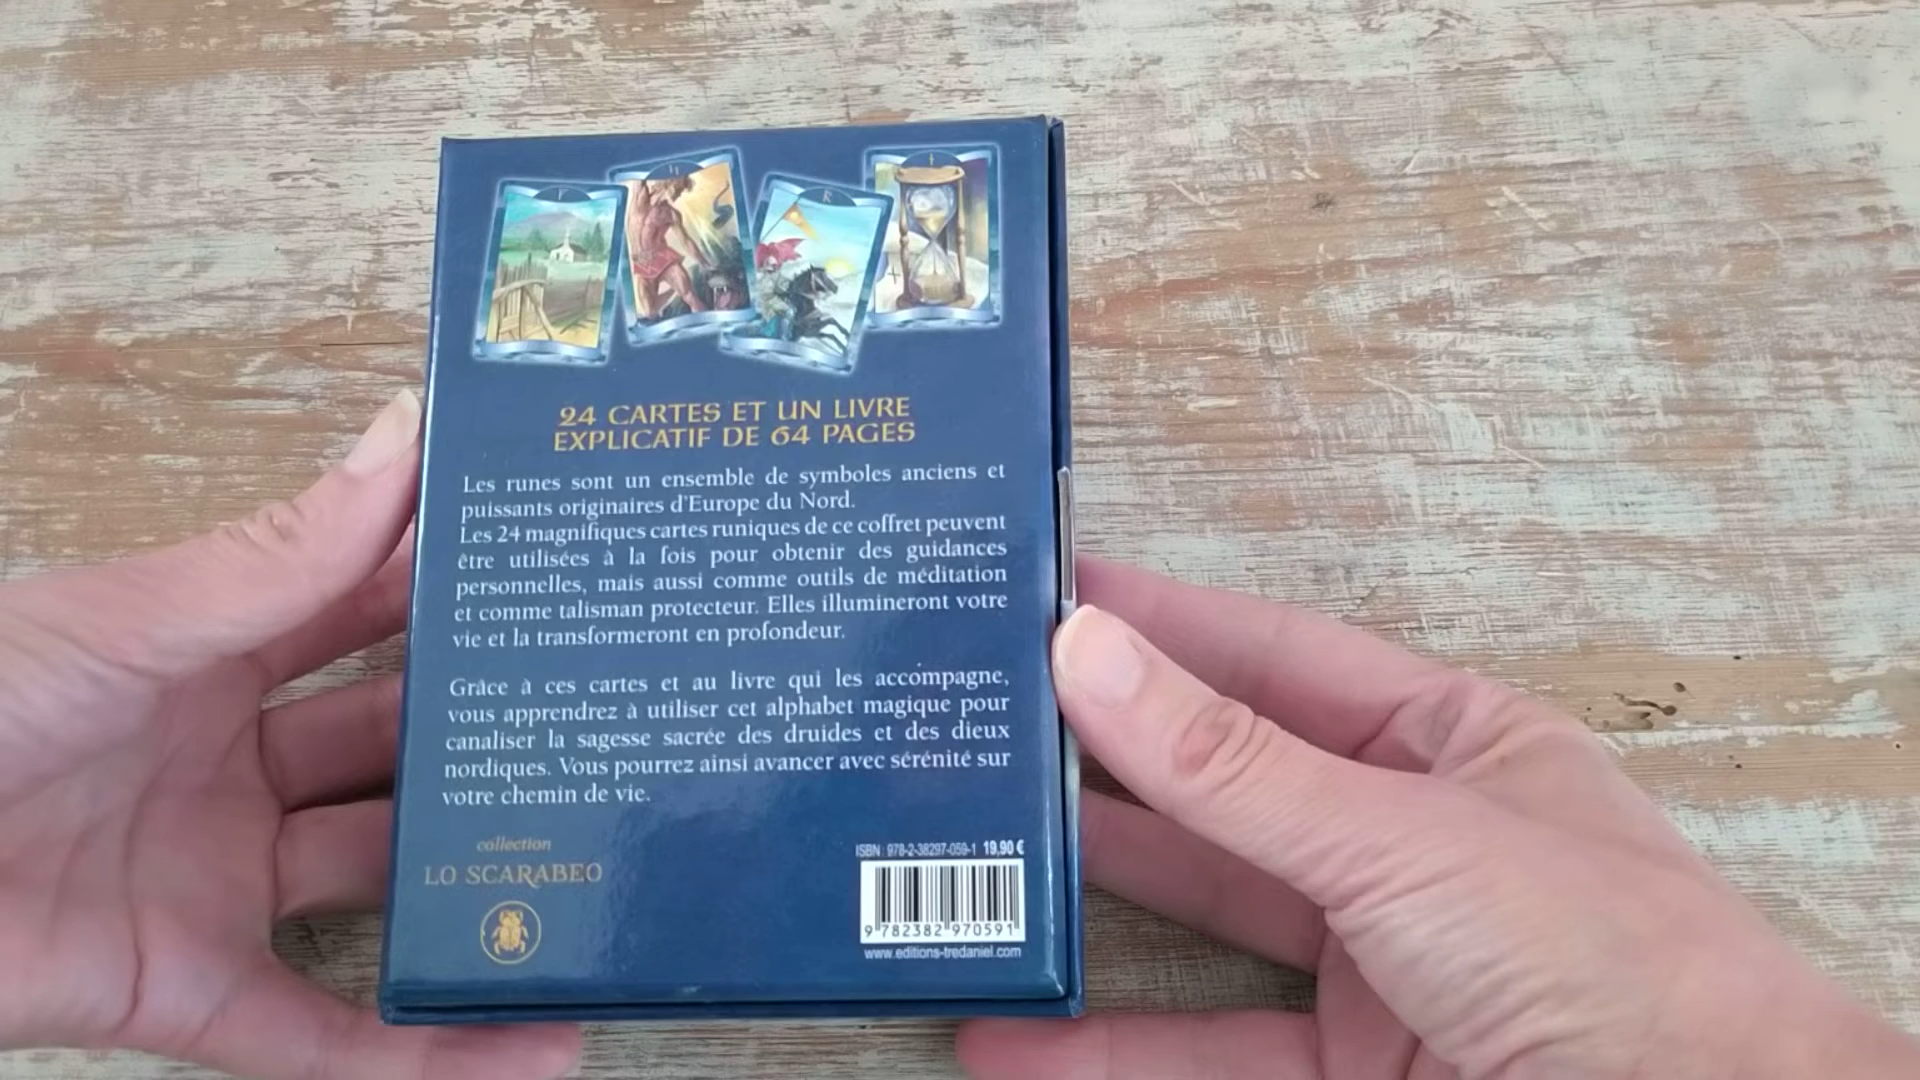 24 CARTES ET UN LIVRE
EXPLICATIF DE 64 PAGES
Les runes sont un ensemble de symboles anciens et
puissants originaires d'Europe du Nord.
Les 24 magnifiques cartes runiques de ce coffret peuvent
être utilisées à la fois pour obtenir des guidances
personnelles, mais aussi comme outils de méditation
et comme talisman protecteur. Elles illumineront votre
vie et la transformeront en profondeur.
Grâce à ces cartes et au livre qui les accompagne,
vous apprendrez à utiliser cet alphabet magique pour
canaliser la sagesse sacrée des druides et des dieux
nordiques. Vous pourrez ainsi avancer avec sérénité sur
votre chemin de vie.
collection
LO SCARABEO
ISBN : 978-2-38297-059-1 19,90 €
9 782382 970591
www.editions-tredaniel.com